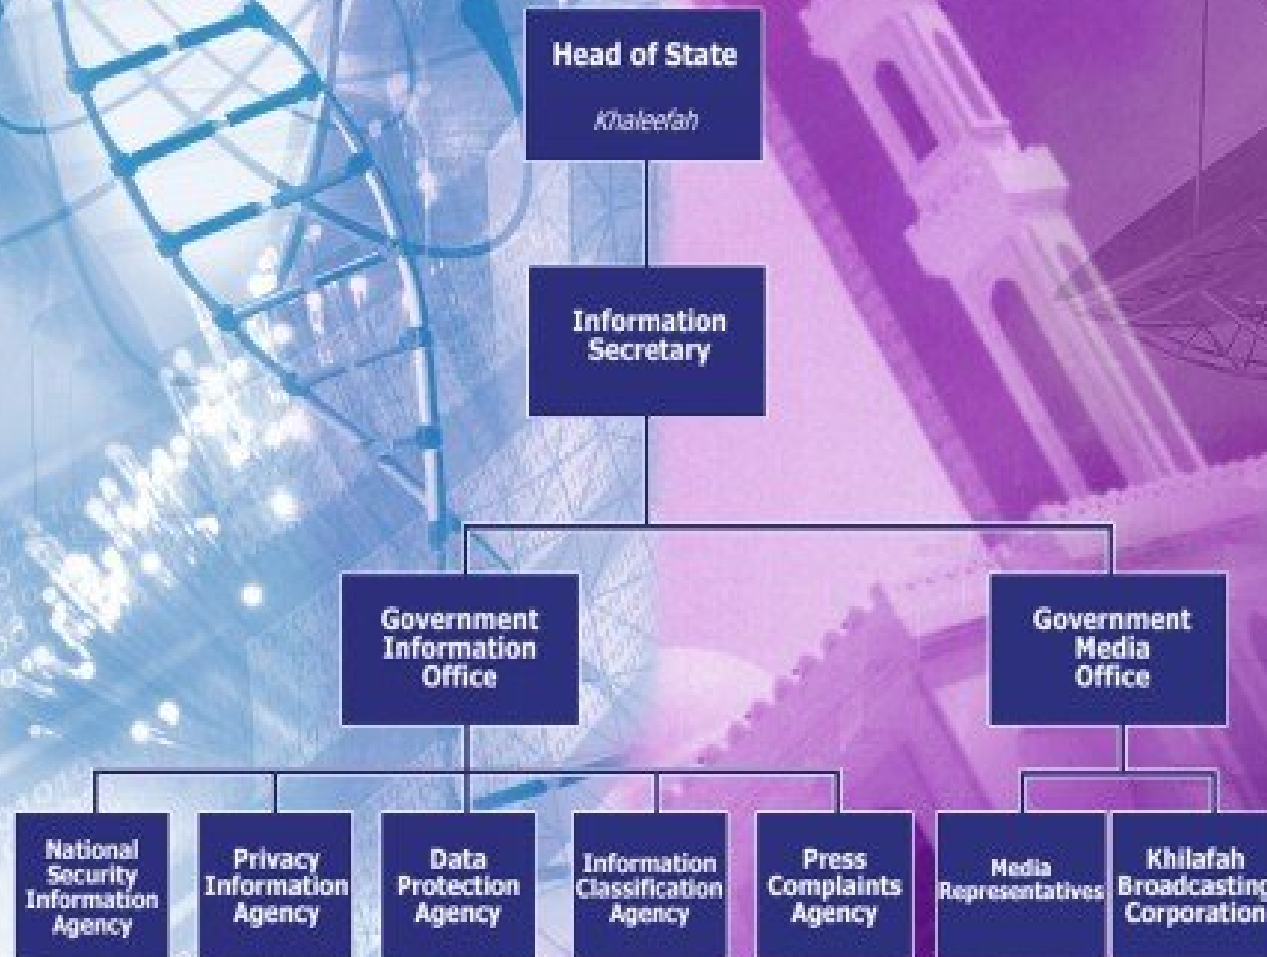 Head of State
Khaleefah
Information
Secretary
Government
Information
Office
Government
Media
Office
National
Security
Information
Agency
Privacy
Information
Agency
Data
Protection
Agency
Information
Classification
Agency
Press
Complaints
Agency
Media
Representatives
Khilafah
Broadcasting
Corporation